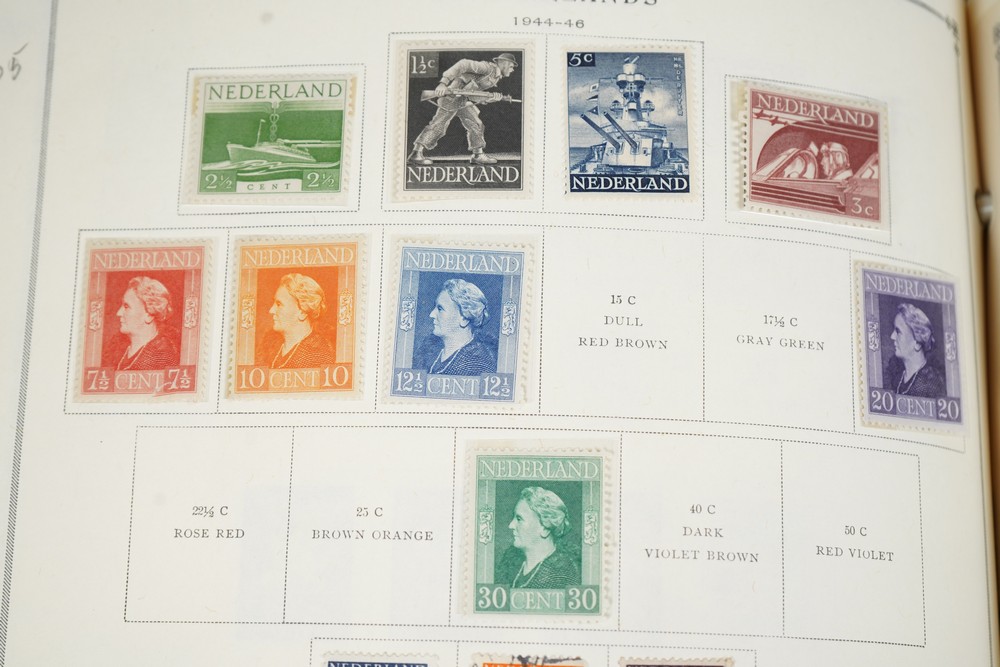 1944-46
NEDERLAND
2½ CENT 2½
1½c
NEDERLAND
5c
NEDERLAND
NEDERLAND
3c
NEDERLAND
7½ CENT 7½
NEDERLAND
10 CENT 10
NEDERLAND
12½ CENT 12½
15 C
DULL
RED BROWN
17½ C
GRAY GREEN
NEDERLAND
20 CENT 20
22½ C
ROSE RED
25 C
BROWN ORANGE
NEDERLAND
30 CENT 30
40 C
DARK
VIOLET BROWN
50 C
RED VIOLET
NEDERLAND